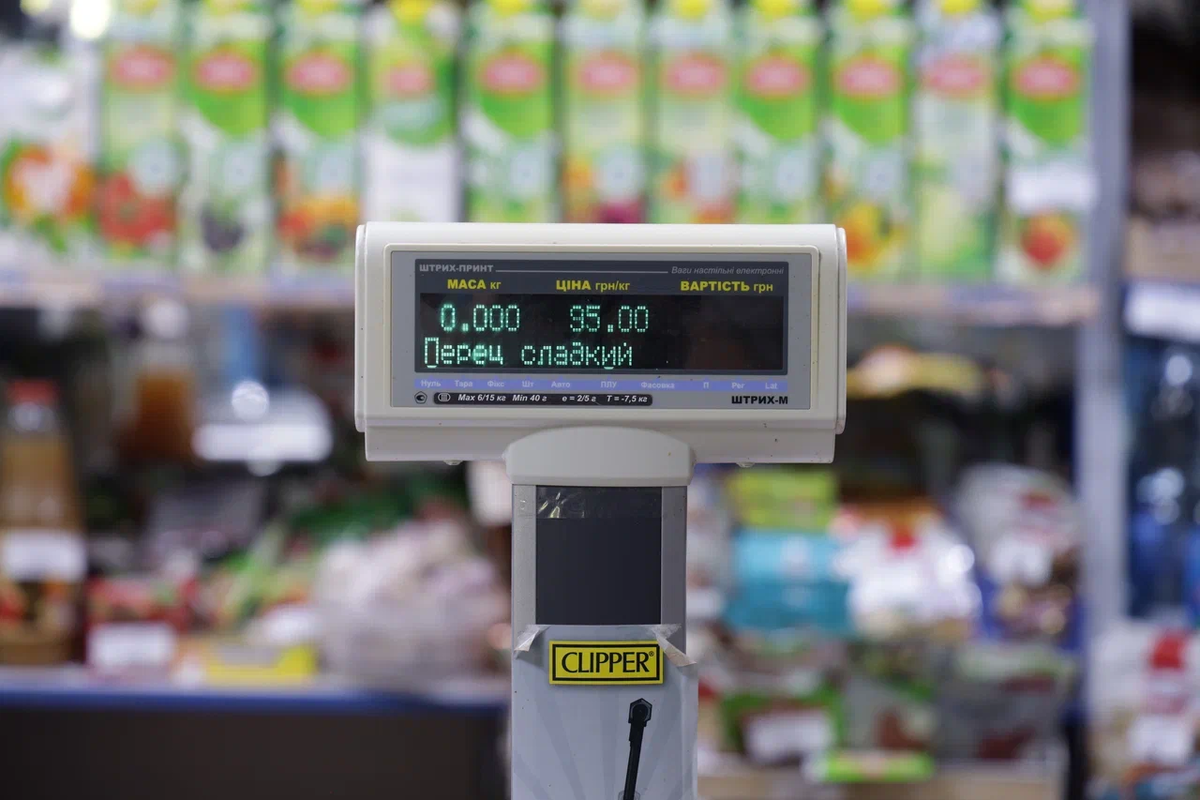 ШТРИХ-ПРИНТ Ваги настільні електронні
МАСА кг ЦІНА грн/кг ВАРТІСТЬ грн
0.000 95.00
Перец сладкий
Нуль Тара Фікс Шт Авто ПЛУ Фасовка П Рег Lat
Max 6/15 кг Min 40 г e = 2/5 г T = -7,5 кг ШТРИХ-М
CLIPPER®